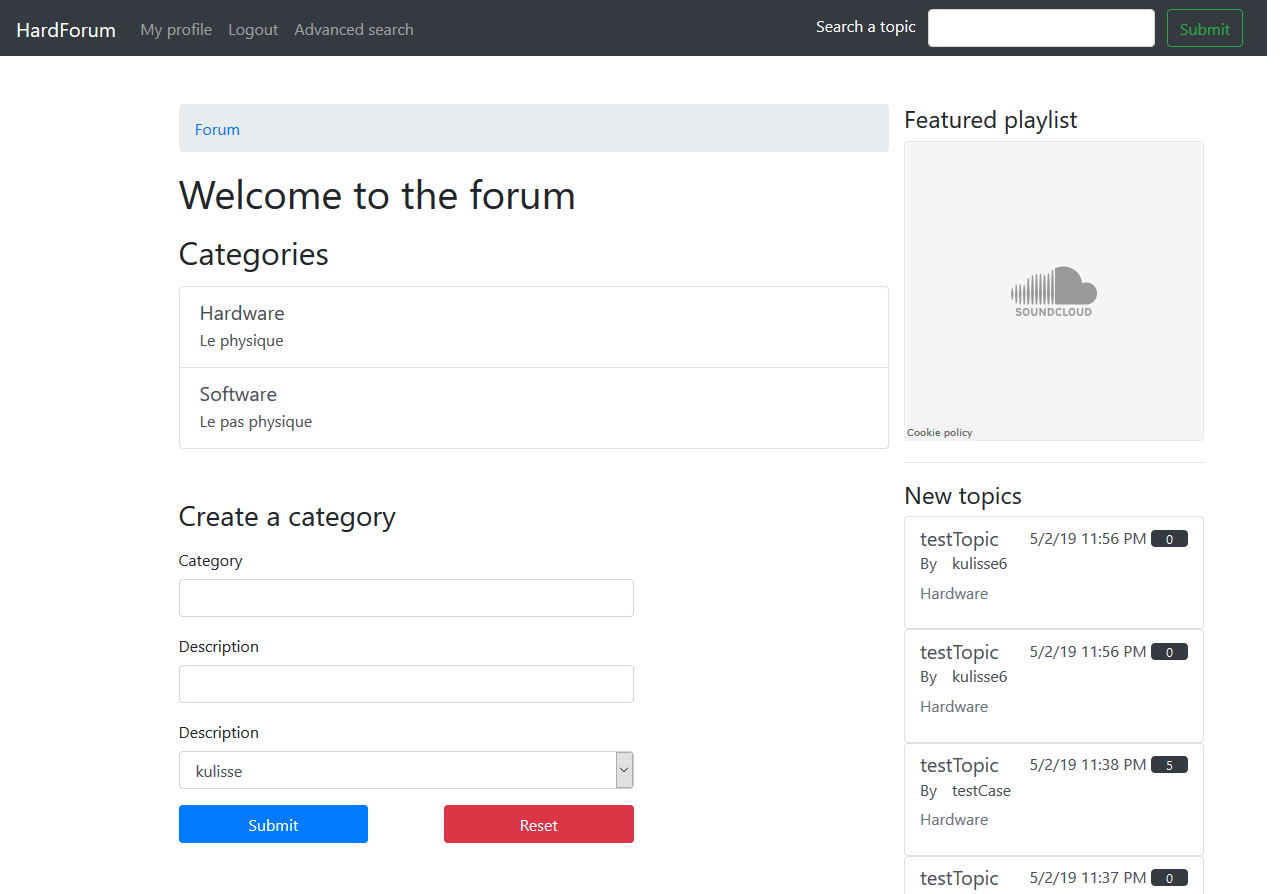 HardForum My profile Logout Advanced search Search a topic Submit
Forum
Welcome to the forum
Categories
Hardware
Le physique
Software
Le pas physique
Create a category
Category
Description
Description
kulisse
Submit Reset
Featured playlist
SOUNDCLOUD
Cookie policy
New topics
testTopic 5/2/19 11:56 PM 0
By kulisse6
Hardware
testTopic 5/2/19 11:56 PM 0
By kulisse6
Hardware
testTopic 5/2/19 11:38 PM 5
By testCase
Hardware
testTopic 5/2/19 11:37 PM 0